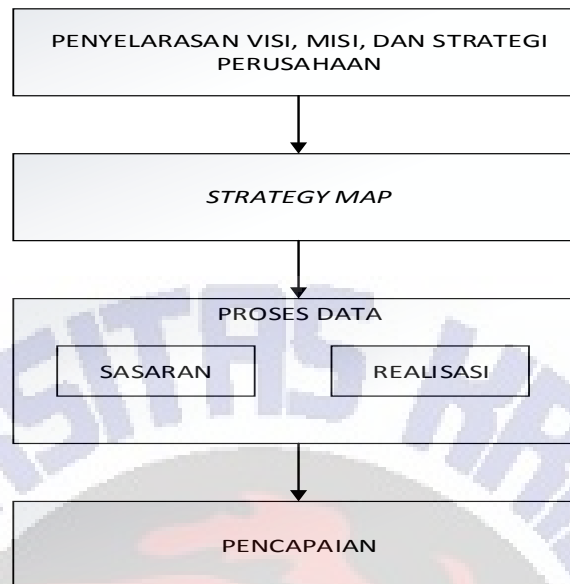 PENYELARASAN VISI, MISI, DAN STRATEGI
PERUSAHAAN
STRATEGY MAP
PROSES DATA
SASARAN
REALISASI
PENCAPAIAN